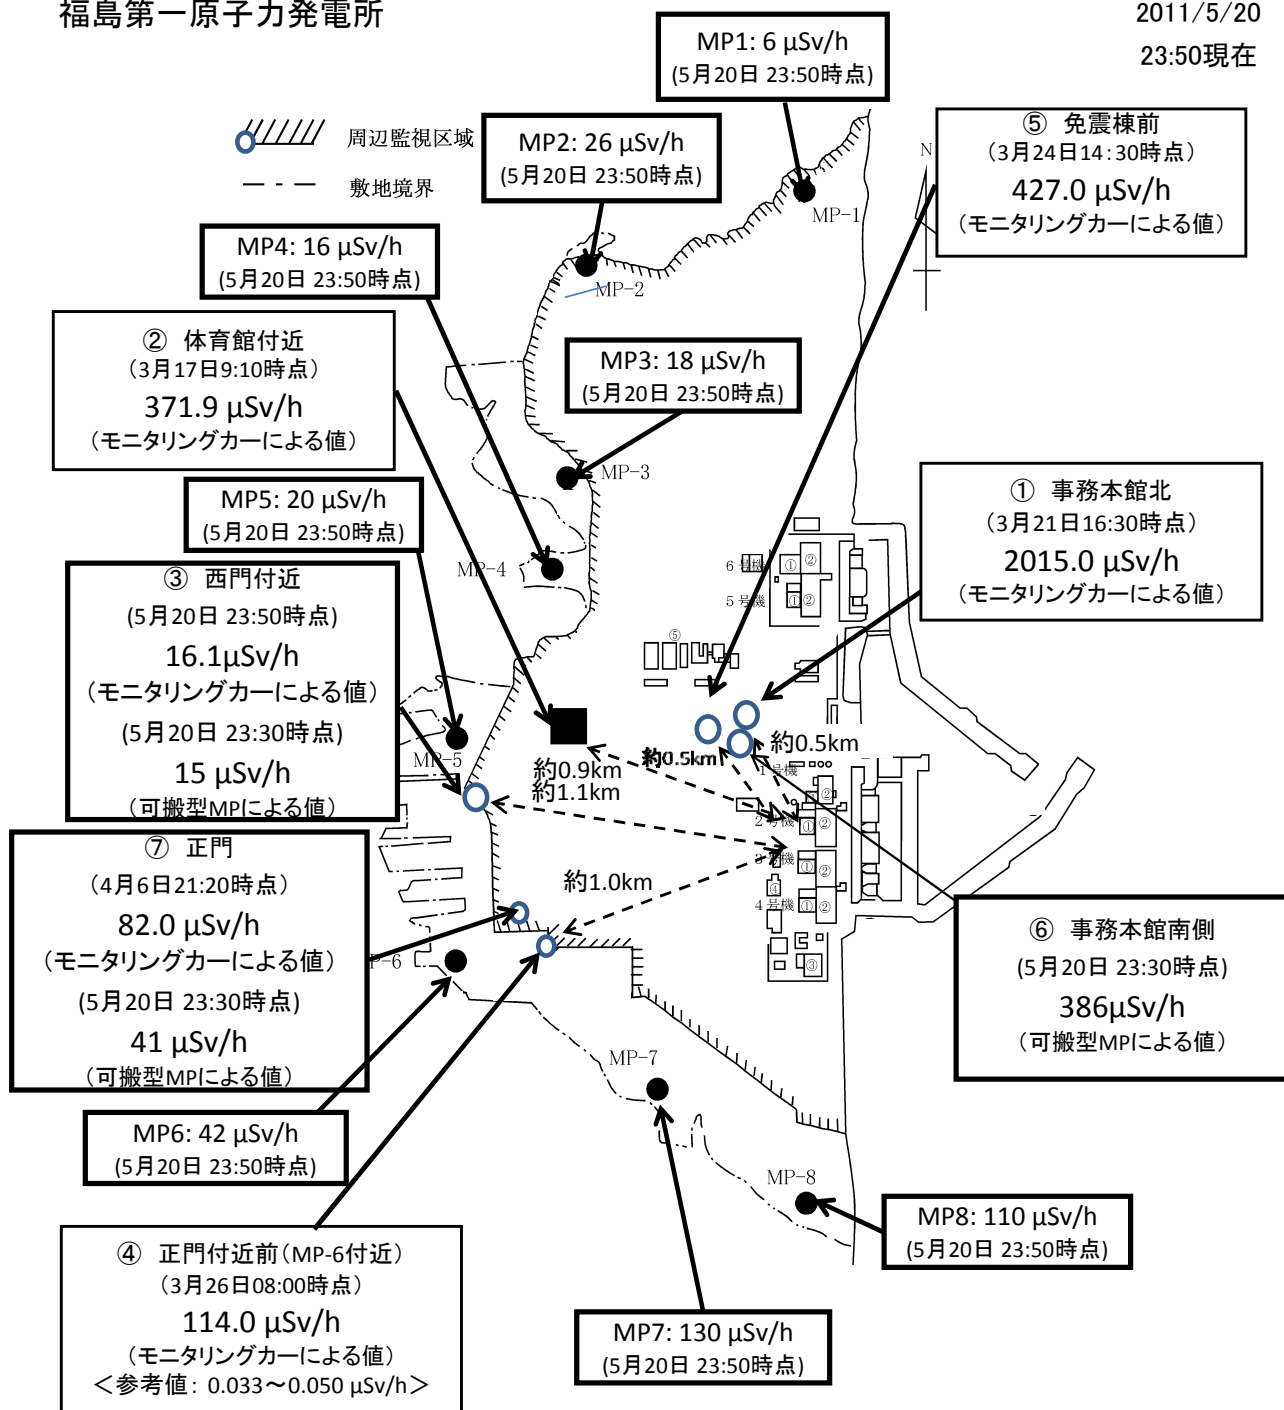 福島第一原子力発電所
2011/5/20
23:50現在
MP1: 6 μSv/h
(5月20日 23:50時点)
周辺監視区域
敷地境界
MP2: 26 μSv/h
(5月20日 23:50時点)
⑤ 免震棟前
(3月24日14:30時点)
427.0 μSv/h
(モニタリングカーによる値)
N
MP-1
MP4: 16 μSv/h
(5月20日 23:50時点)
MP-2
② 体育館付近
(3月17日9:10時点)
371.9 μSv/h
(モニタリングカーによる値)
MP3: 18 μSv/h
(5月20日 23:50時点)
MP-3
① 事務本館北
(3月21日16:30時点)
2015.0 μSv/h
(モニタリングカーによる値)
MP5: 20 μSv/h
(5月20日 23:50時点)
MP-4
6号機
① ②
5号機
① ②
③ 西門付近
(5月20日 23:50時点)
16.1μSv/h
(モニタリングカーによる値)
(5月20日 23:30時点)
15 μSv/h
(可搬型MPによる値)
⑤
MP-5
約0.9km
約1.1km
約0.5km
約0.5km
1号機
②
2号機
① ②
3号機
① ②
④
4号機
① ②
③
⑦ 正門
(4月6日21:20時点)
82.0 μSv/h
(モニタリングカーによる値)
(5月20日 23:30時点)
41 μSv/h
(可搬型MPによる値)
約1.0km
P-6
⑥ 事務本館南側
(5月20日 23:30時点)
386μSv/h
(可搬型MPによる値)
MP-7
MP6: 42 μSv/h
(5月20日 23:50時点)
MP-8
MP8: 110 μSv/h
(5月20日 23:50時点)
④ 正門付近前(MP-6付近)
(3月26日08:00時点)
114.0 μSv/h
(モニタリングカーによる値)
＜参考値: 0.033～0.050 μSv/h＞
MP7: 130 μSv/h
(5月20日 23:50時点)